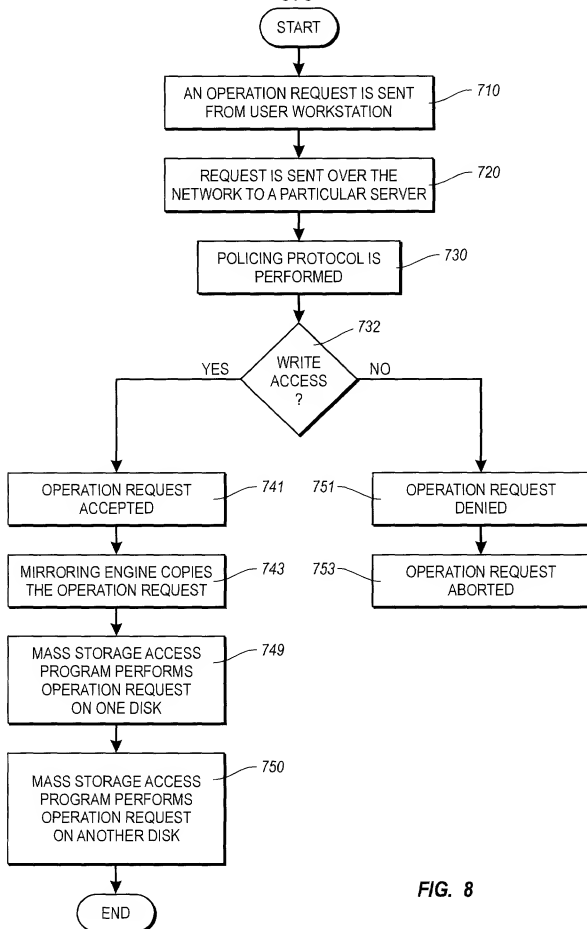 START
AN OPERATION REQUEST IS SENT
FROM USER WORKSTATION
710
REQUEST IS SENT OVER THE
NETWORK TO A PARTICULAR SERVER
720
POLICING PROTOCOL IS
PERFORMED
730
732
WRITE
ACCESS
?
YES
NO
OPERATION REQUEST
ACCEPTED
741
751
OPERATION REQUEST
DENIED
MIRRORING ENGINE COPIES
THE OPERATION REQUEST
743
753
OPERATION REQUEST
ABORTED
MASS STORAGE ACCESS
PROGRAM PERFORMS
OPERATION REQUEST
ON ONE DISK
749
MASS STORAGE ACCESS
PROGRAM PERFORMS
OPERATION REQUEST
ON ANOTHER DISK
750
END
FIG. 8